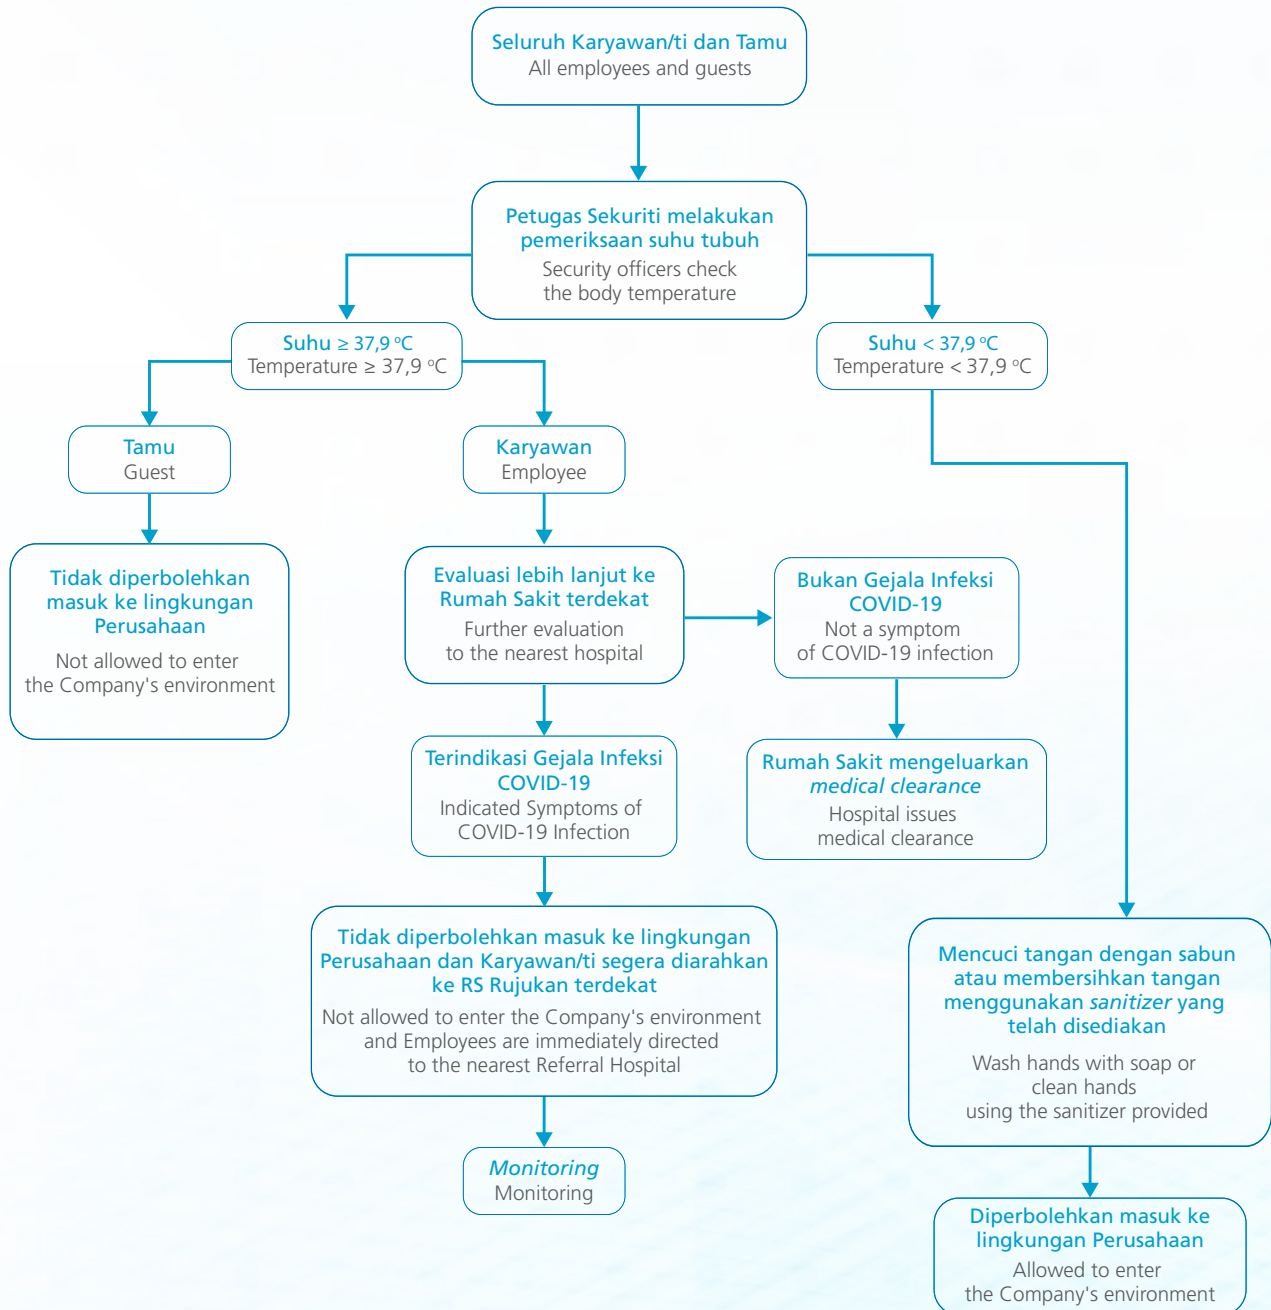 Seluruh Karyawan/ti dan Tamu
All employees and guests
Petugas Sekuriti melakukan
pemeriksaan suhu tubuh
Security officers check
the body temperature
Suhu ≥ 37,9 ºC
Temperature ≥ 37,9 ºC
Suhu < 37,9 ºC
Temperature < 37,9 ºC
Tamu
Guest
Karyawan
Employee
Tidak diperbolehkan
masuk ke lingkungan
Perusahaan
Not allowed to enter
the Company's environment
Evaluasi lebih lanjut ke
Rumah Sakit terdekat
Further evaluation
to the nearest hospital
Bukan Gejala Infeksi
COVID-19
Not a symptom
of COVID-19 infection
Terindikasi Gejala Infeksi
COVID-19
Indicated Symptoms of
COVID-19 Infection
Rumah Sakit mengeluarkan
medical clearance
Hospital issues
medical clearance
Tidak diperbolehkan masuk ke lingkungan
Perusahaan dan Karyawan/ti segera diarahkan
ke RS Rujukan terdekat
Not allowed to enter the Company's environment
and Employees are immediately directed
to the nearest Referral Hospital
Mencuci tangan dengan sabun
atau membersihkan tangan
menggunakan sanitizer yang
telah disediakan
Wash hands with soap or
clean hands
using the sanitizer provided
Monitoring
Monitoring
Diperbolehkan masuk ke
lingkungan Perusahaan
Allowed to enter
the Company's environment